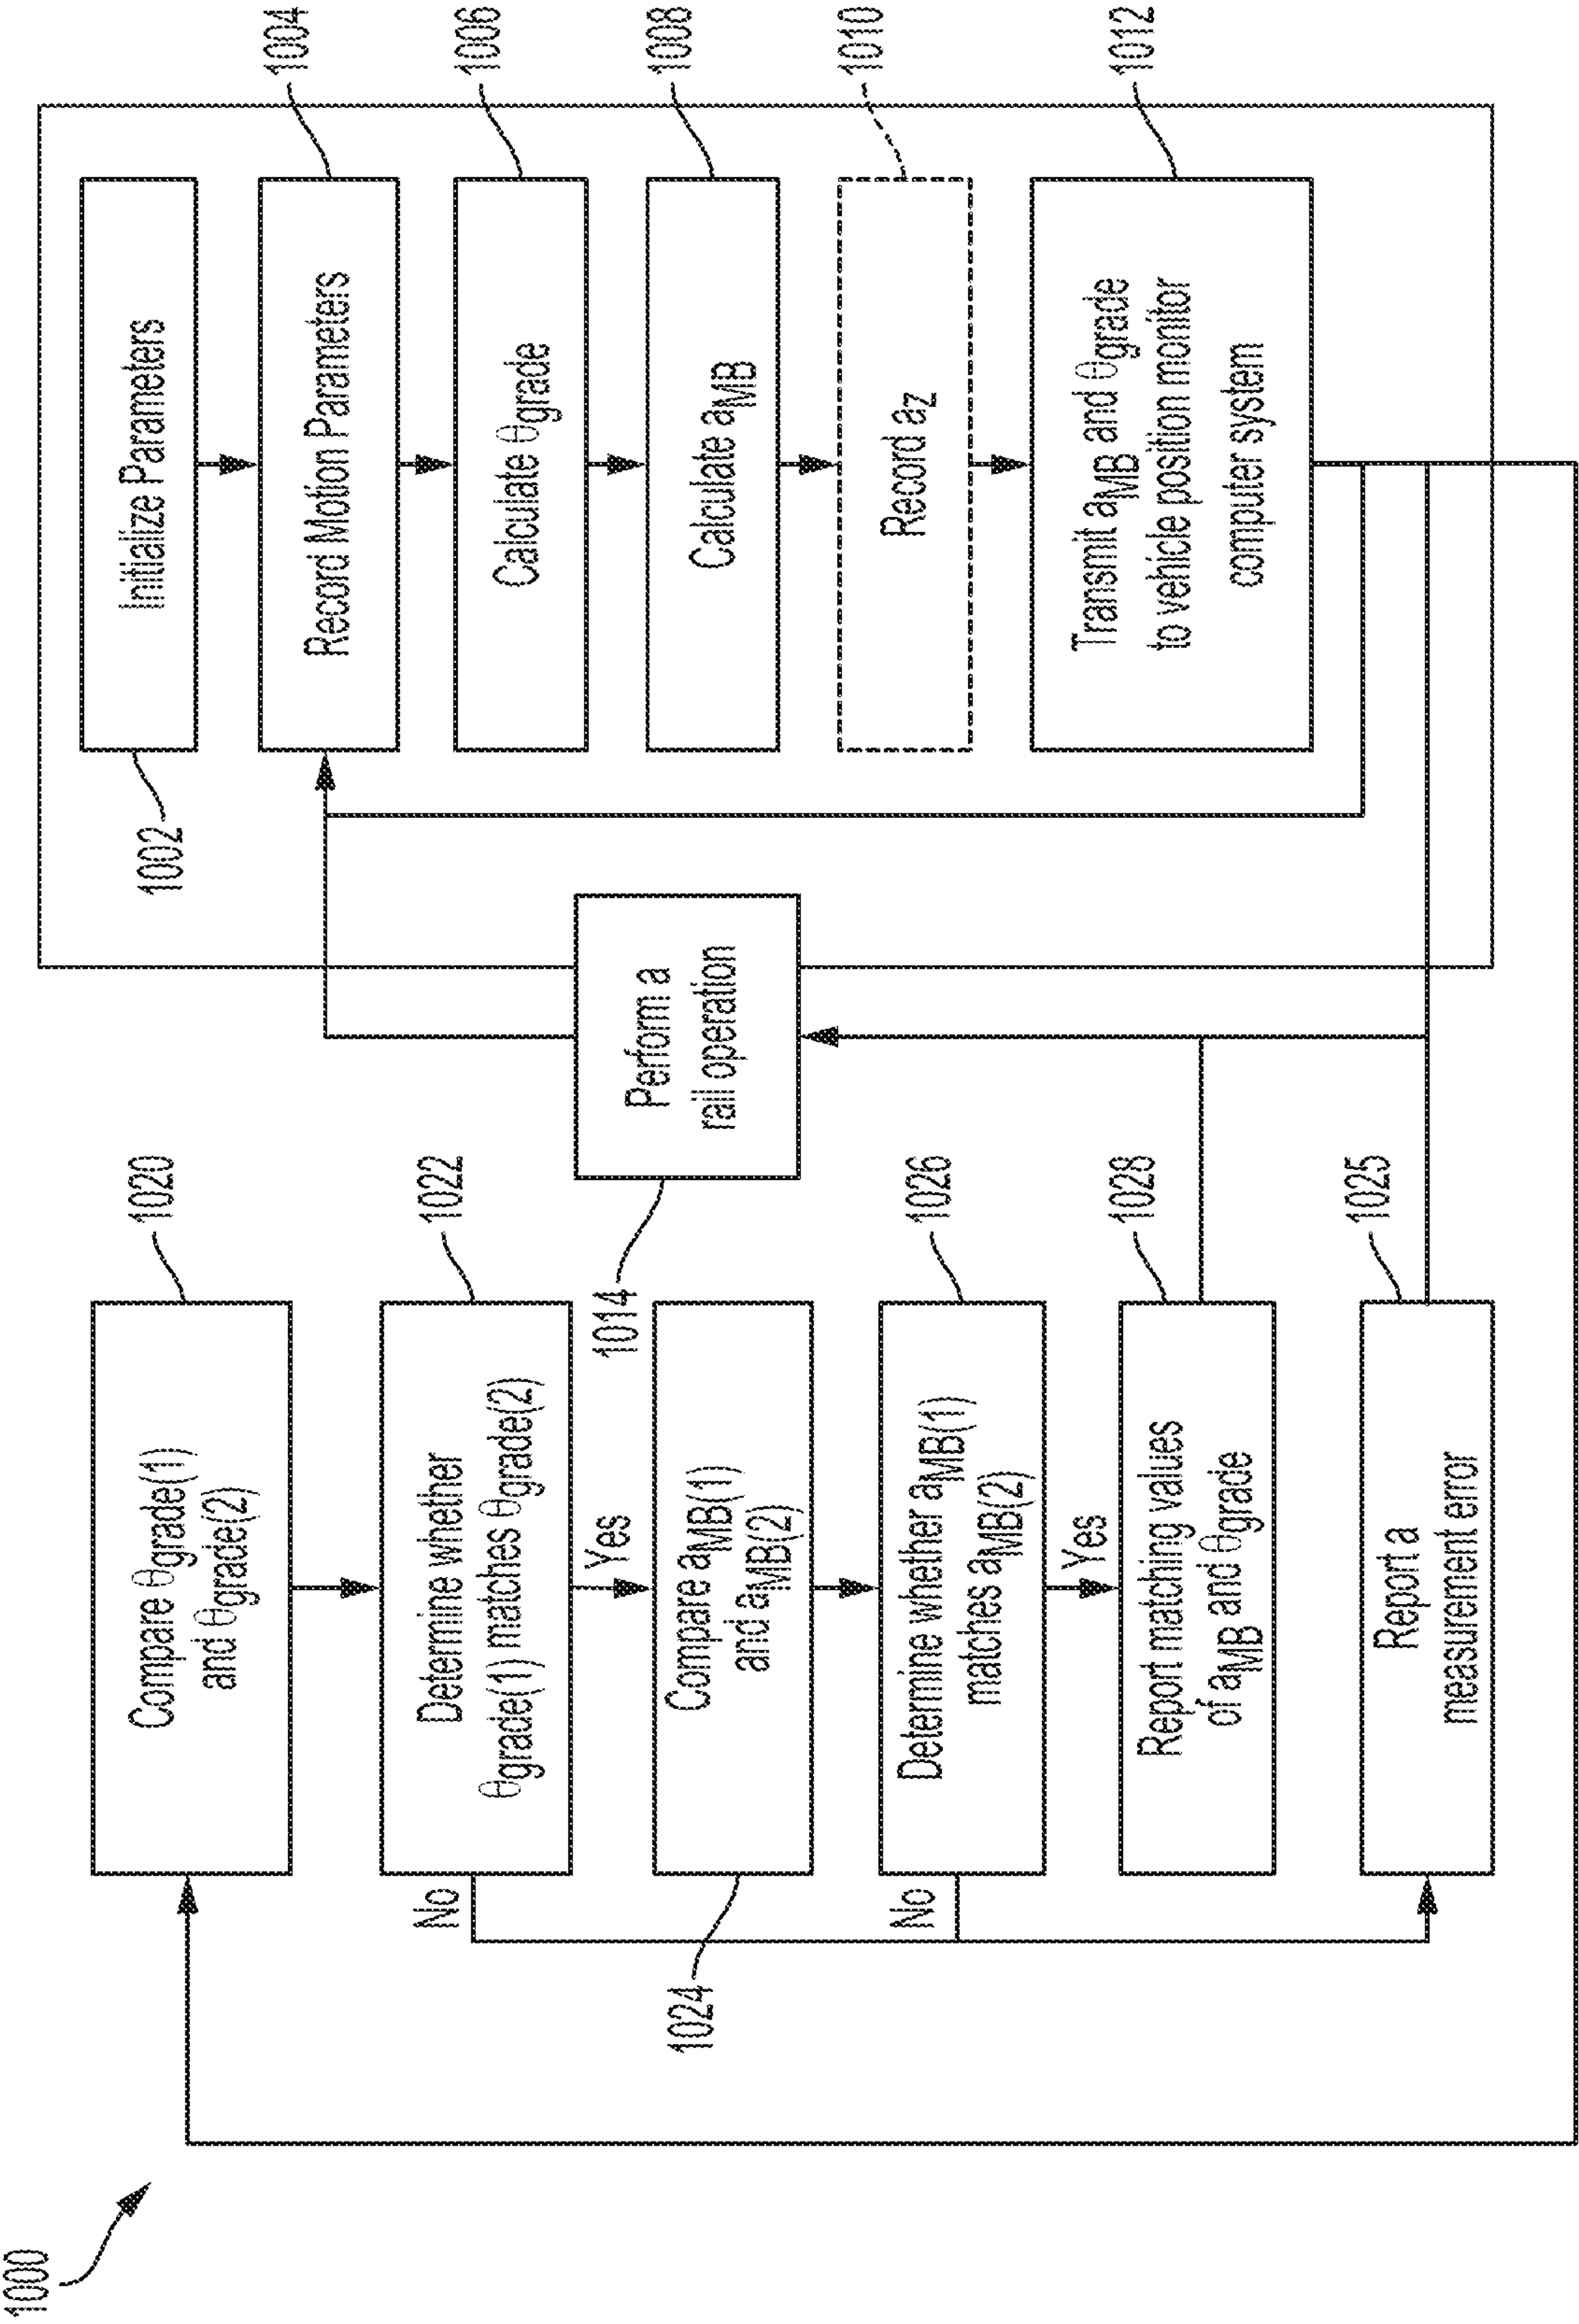 1000
Initialize Parameters
1002
Record Motion Parameters
1004
Calculate θgrade
1006
Calculate aMB
1008
Record az
1010
Transmit aMB and θgrade
to vehicle position monitor
computer system
1012
Perform a
rail operation
1014
Compare θgrade(1)
and θgrade(2)
1020
Determine whether
θgrade(1) matches θgrade(2)
1022
No
Yes
Compare aMB(1)
and aMB(2)
1024
Determine whether aMB(1)
matches aMB(2)
1026
No
Yes
Report matching values
of aMB and θgrade
1028
Report a
measurement error
1025